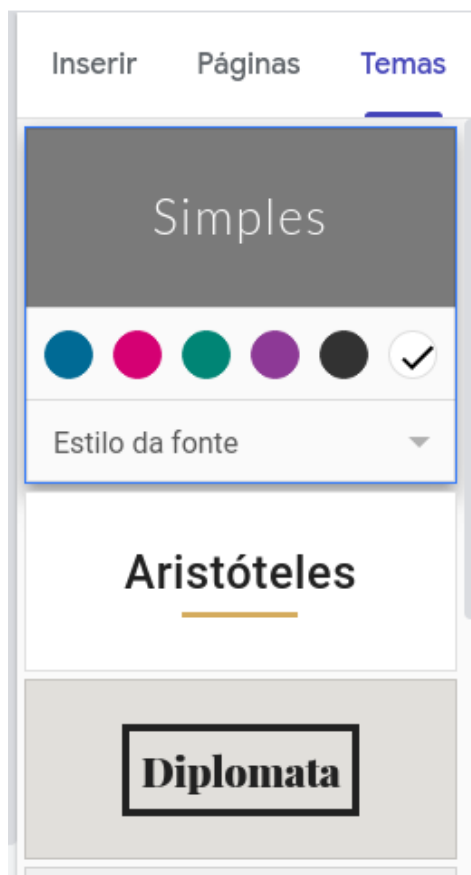 Inserir Páginas Temas
Simples
Estilo da fonte
Aristóteles
Diplomata